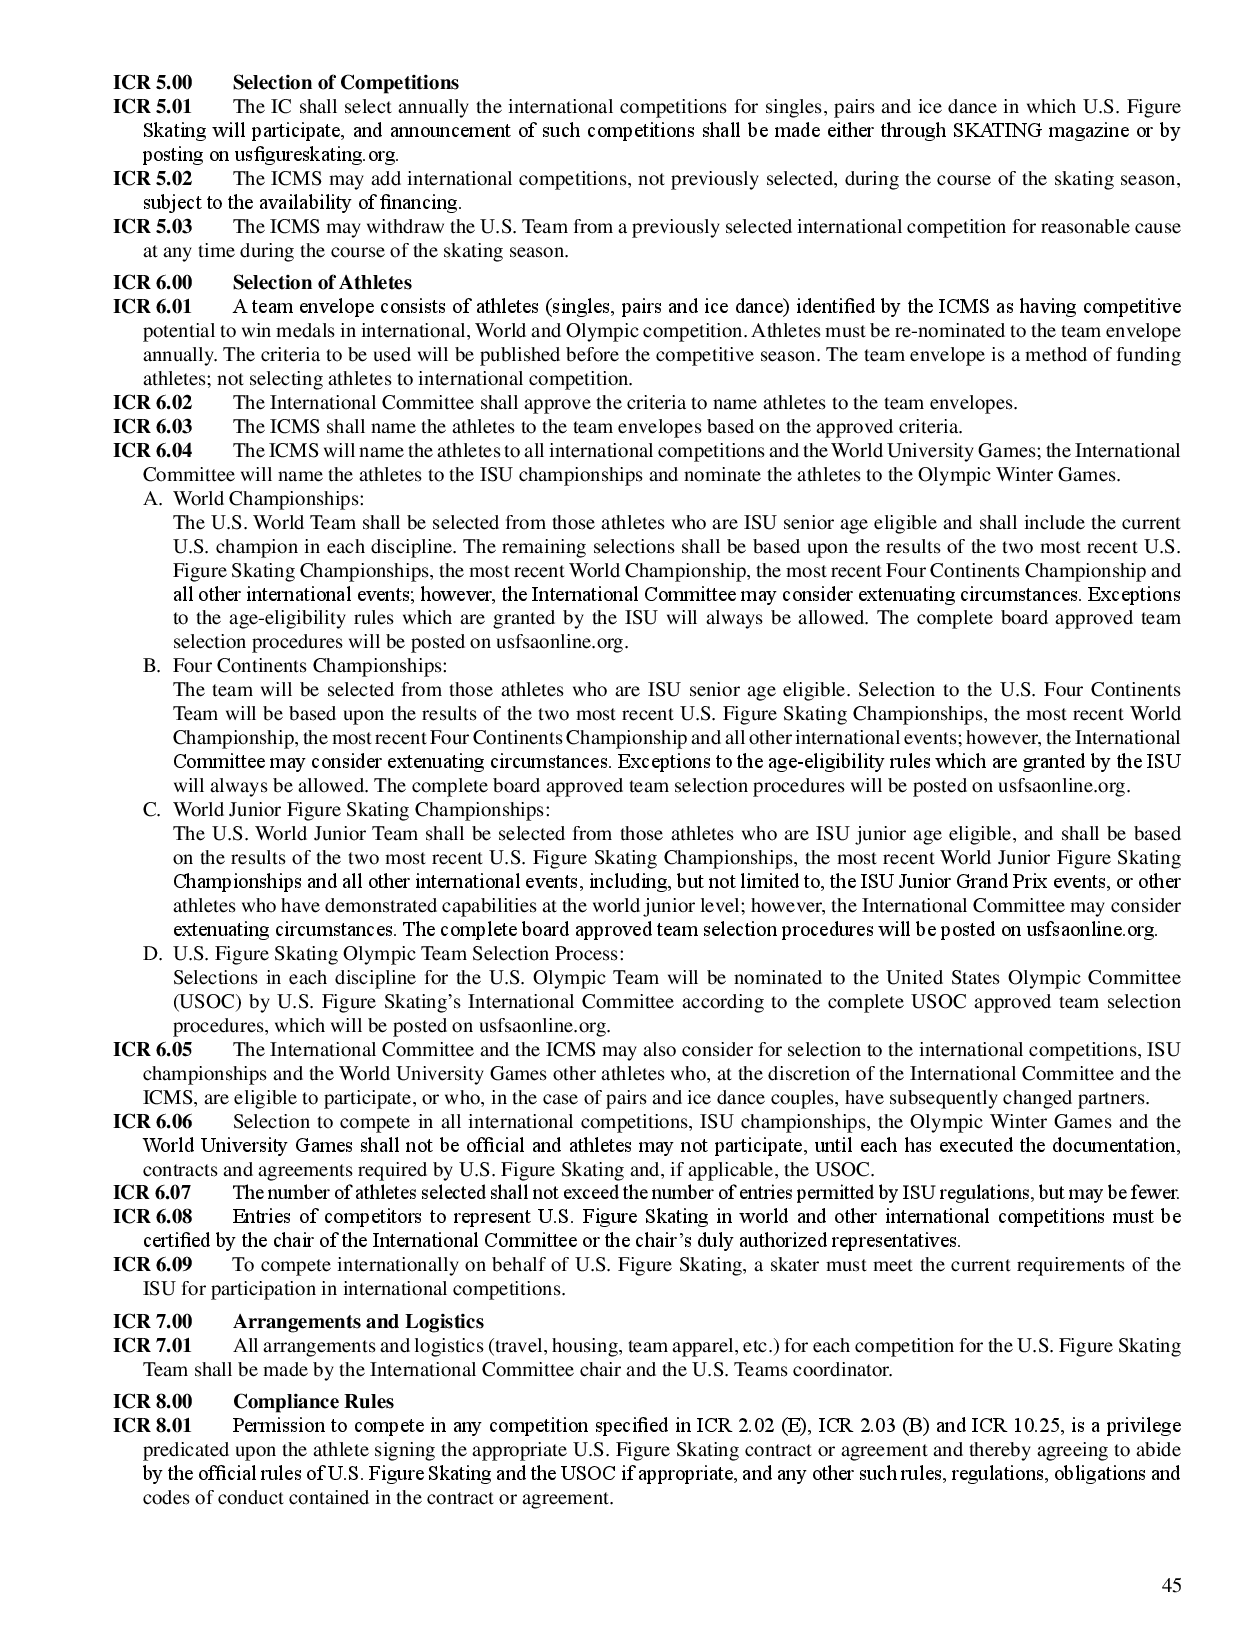 ICR 5.00 Selection of Competitions
ICR 5.01 The IC shall select annually the international competitions for singles, pairs and ice dance in which U.S. Figure
Skating will participate, and announcement of such competitions shall be made either through SKATING magazine or by
posting on usfigureskating.org.
ICR 5.02 The ICMS may add international competitions, not previously selected, during the course of the skating season,
subject to the availability of financing.
ICR 5.03 The ICMS may withdraw the U.S. Team from a previously selected international competition for reasonable cause
at any time during the course of the skating season.
ICR 6.00 Selection of Athletes
ICR 6.01 A team envelope consists of athletes (singles, pairs and ice dance) identified by the ICMS as having competitive
potential to win medals in international, World and Olympic competition. Athletes must be re-nominated to the team envelope
annually. The criteria to be used will be published before the competitive season. The team envelope is a method of funding
athletes; not selecting athletes to international competition.
ICR 6.02 The International Committee shall approve the criteria to name athletes to the team envelopes.
ICR 6.03 The ICMS shall name the athletes to the team envelopes based on the approved criteria.
ICR 6.04 The ICMS will name the athletes to all international competitions and the World University Games; the International
Committee will name the athletes to the ISU championships and nominate the athletes to the Olympic Winter Games.
A. World Championships:
The U.S. World Team shall be selected from those athletes who are ISU senior age eligible and shall include the current
U.S. champion in each discipline. The remaining selections shall be based upon the results of the two most recent U.S.
Figure Skating Championships, the most recent World Championship, the most recent Four Continents Championship and
all other international events; however, the International Committee may consider extenuating circumstances. Exceptions
to the age-eligibility rules which are granted by the ISU will always be allowed. The complete board approved team
selection procedures will be posted on usfsaonline.org.
B. Four Continents Championships:
The team will be selected from those athletes who are ISU senior age eligible. Selection to the U.S. Four Continents
Team will be based upon the results of the two most recent U.S. Figure Skating Championships, the most recent World
Championship, the most recent Four Continents Championship and all other international events; however, the International
Committee may consider extenuating circumstances. Exceptions to the age-eligibility rules which are granted by the ISU
will always be allowed. The complete board approved team selection procedures will be posted on usfsaonline.org.
C. World Junior Figure Skating Championships:
The U.S. World Junior Team shall be selected from those athletes who are ISU junior age eligible, and shall be based
on the results of the two most recent U.S. Figure Skating Championships, the most recent World Junior Figure Skating
Championships and all other international events, including, but not limited to, the ISU Junior Grand Prix events, or other
athletes who have demonstrated capabilities at the world junior level; however, the International Committee may consider
extenuating circumstances. The complete board approved team selection procedures will be posted on usfsaonline.org.
D. U.S. Figure Skating Olympic Team Selection Process:
Selections in each discipline for the U.S. Olympic Team will be nominated to the United States Olympic Committee
(USOC) by U.S. Figure Skating’s International Committee according to the complete USOC approved team selection
procedures, which will be posted on usfsaonline.org.
ICR 6.05 The International Committee and the ICMS may also consider for selection to the international competitions, ISU
championships and the World University Games other athletes who, at the discretion of the International Committee and the
ICMS, are eligible to participate, or who, in the case of pairs and ice dance couples, have subsequently changed partners.
ICR 6.06 Selection to compete in all international competitions, ISU championships, the Olympic Winter Games and the
World University Games shall not be official and athletes may not participate, until each has executed the documentation,
contracts and agreements required by U.S. Figure Skating and, if applicable, the USOC.
ICR 6.07 The number of athletes selected shall not exceed the number of entries permitted by ISU regulations, but may be fewer.
ICR 6.08 Entries of competitors to represent U.S. Figure Skating in world and other international competitions must be
certified by the chair of the International Committee or the chair’s duly authorized representatives.
ICR 6.09 To compete internationally on behalf of U.S. Figure Skating, a skater must meet the current requirements of the
ISU for participation in international competitions.
ICR 7.00 Arrangements and Logistics
ICR 7.01 All arrangements and logistics (travel, housing, team apparel, etc.) for each competition for the U.S. Figure Skating
Team shall be made by the International Committee chair and the U.S. Teams coordinator.
ICR 8.00 Compliance Rules
ICR 8.01 Permission to compete in any competition specified in ICR 2.02 (E), ICR 2.03 (B) and ICR 10.25, is a privilege
predicated upon the athlete signing the appropriate U.S. Figure Skating contract or agreement and thereby agreeing to abide
by the official rules of U.S. Figure Skating and the USOC if appropriate, and any other such rules, regulations, obligations and
codes of conduct contained in the contract or agreement.
45